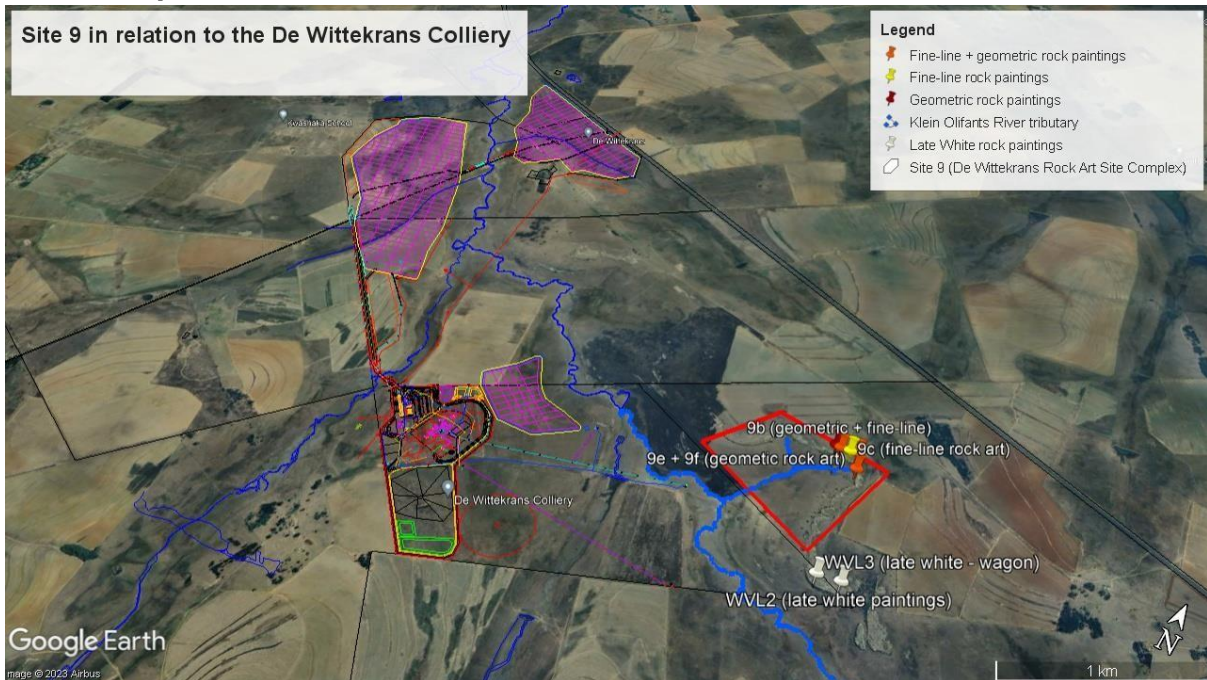 Site 9 in relation to the De Wittekrans Colliery
Legend
Fine-line + geometric rock paintings
Fine-line rock paintings
Geometric rock paintings
Klein Olifants River tributary
Late White rock paintings
Site 9 (De Wittekrans Rock Art Site Complex)
De Wittekrans
9b (geometric + fine-line)
9c (fine-line rock art)
9e + 9f (geometic rock art)
De Wittekrans Colliery
WVL3 (late white - wagon)
WVL2 (late white paintings)
N
Google Earth
mage © 2023 Airbus
1 km